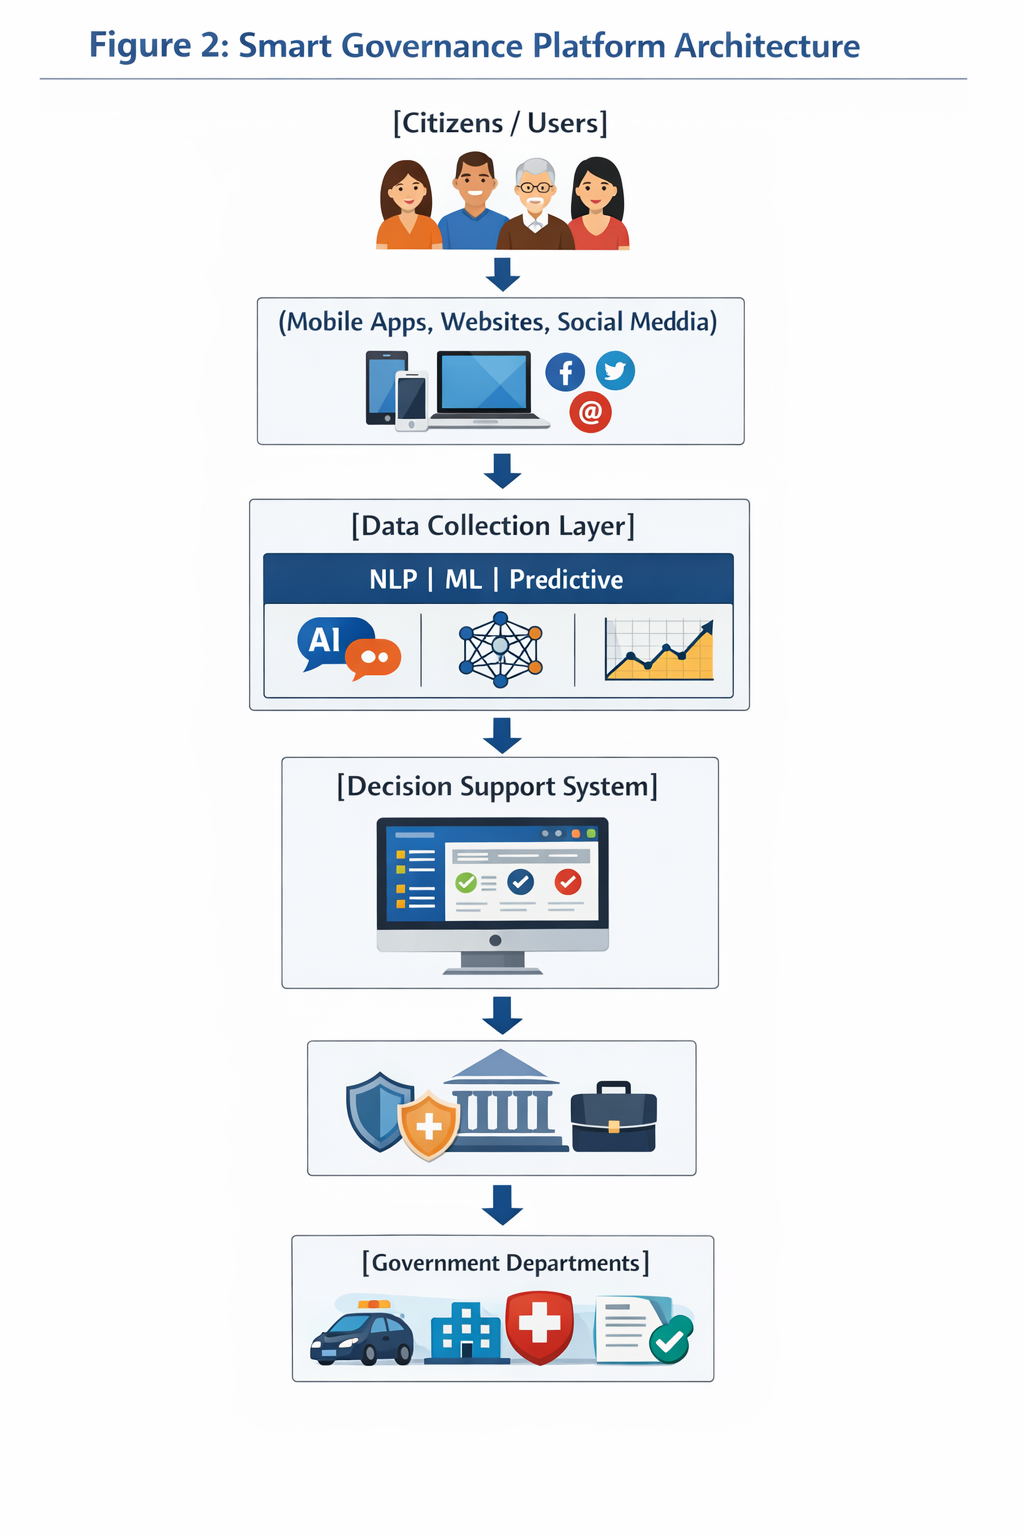 Figure 2: Smart Governance Platform Architecture
[Citizens / Users]
(Mobile Apps, Websites, Social Meddia)
f
@
[Data Collection Layer]
NLP | ML | Predictive
AI
[Decision Support System]
[Government Departments]